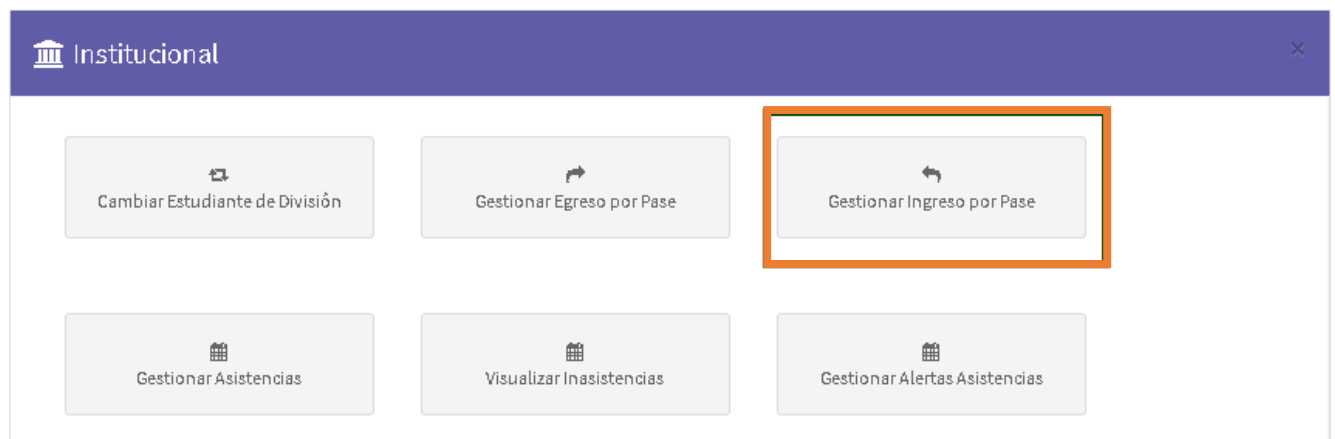 Institucional
Cambiar Estudiante de División
Gestionar Egreso por Pase
Gestionar Ingreso por Pase
Gestionar Asistencias
Visualizar Inasistencias
Gestionar Alertas Asistencias